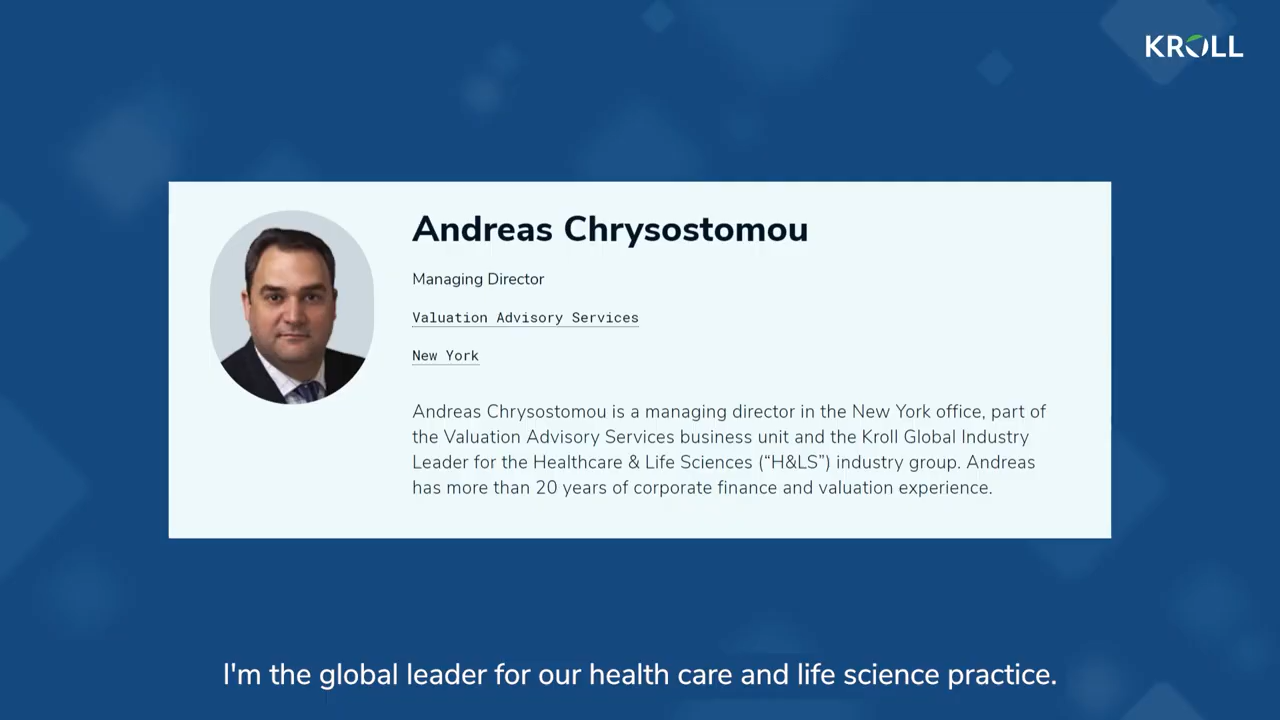 KROLL
Andreas Chrysostomou
Managing Director
Valuation Advisory Services
New York
Andreas Chrysostomou is a managing director in the New York office, part of
the Valuation Advisory Services business unit and the Kroll Global Industry
Leader for the Healthcare & Life Sciences (“H&LS”) industry group. Andreas
has more than 20 years of corporate finance and valuation experience.
I'm the global leader for our health care and life science practice.